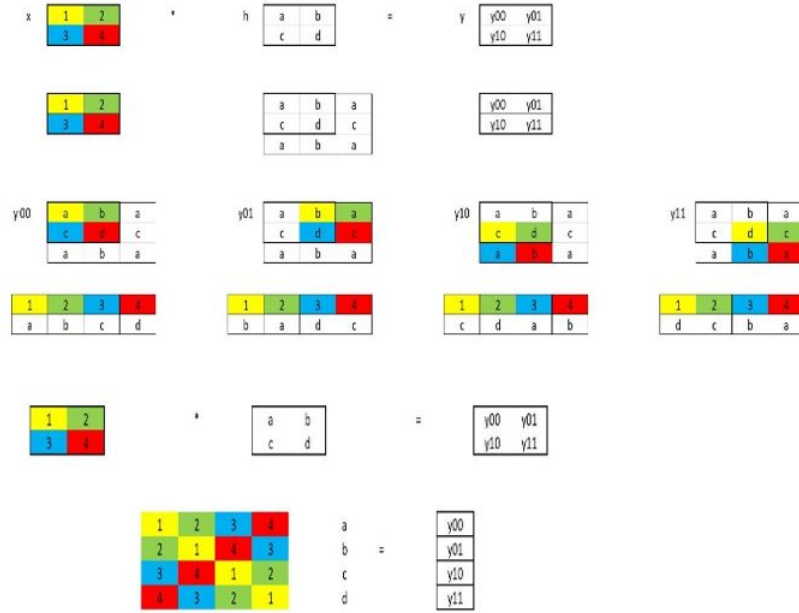 x 1 2 * h a b = y y00 y01
3 4 c d y10 y11
1 2 a b a y00 y01
3 4 c d c y10 y11
a b a
y00 a b a y01 a b a y10 a b a y11 a b a
c d c c d c c d c c d c
a b a a b a a b a a b a
1 2 3 4 1 2 3 4 1 2 3 4 1 2 3 4
a b c d b a d c c d a b d c b a
1 2 * a b = y00 y01
3 4 c d y10 y11
1 2 3 4 a y00
2 1 4 3 b = y01
3 4 1 2 c y10
4 3 2 1 d y11